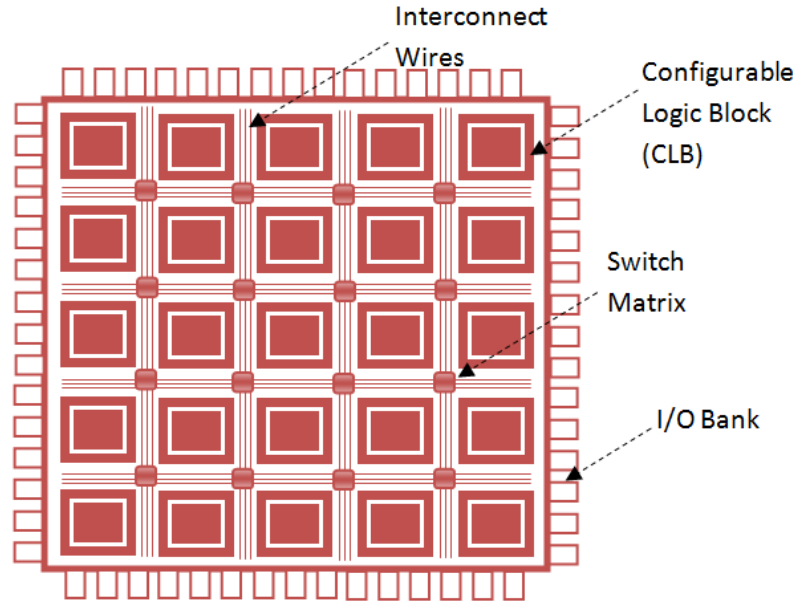 Interconnect
Wires
Configurable
Logic Block
(CLB)
Switch
Matrix
I/O Bank